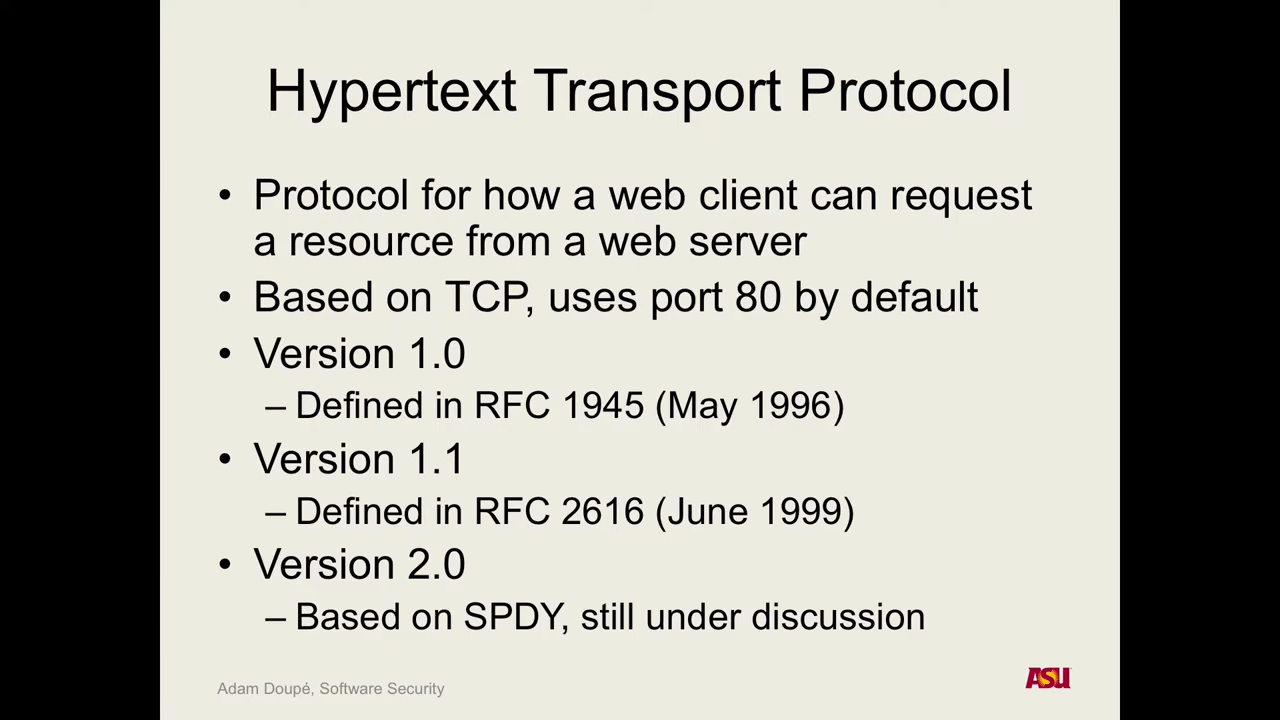 Hypertext Transport Protocol
• Protocol for how a web client can request
a resource from a web server
• Based on TCP, uses port 80 by default
• Version 1.0
– Defined in RFC 1945 (May 1996)
• Version 1.1
– Defined in RFC 2616 (June 1999)
• Version 2.0
– Based on SPDY, still under discussion
Adam Doupé, Software Security
ASU